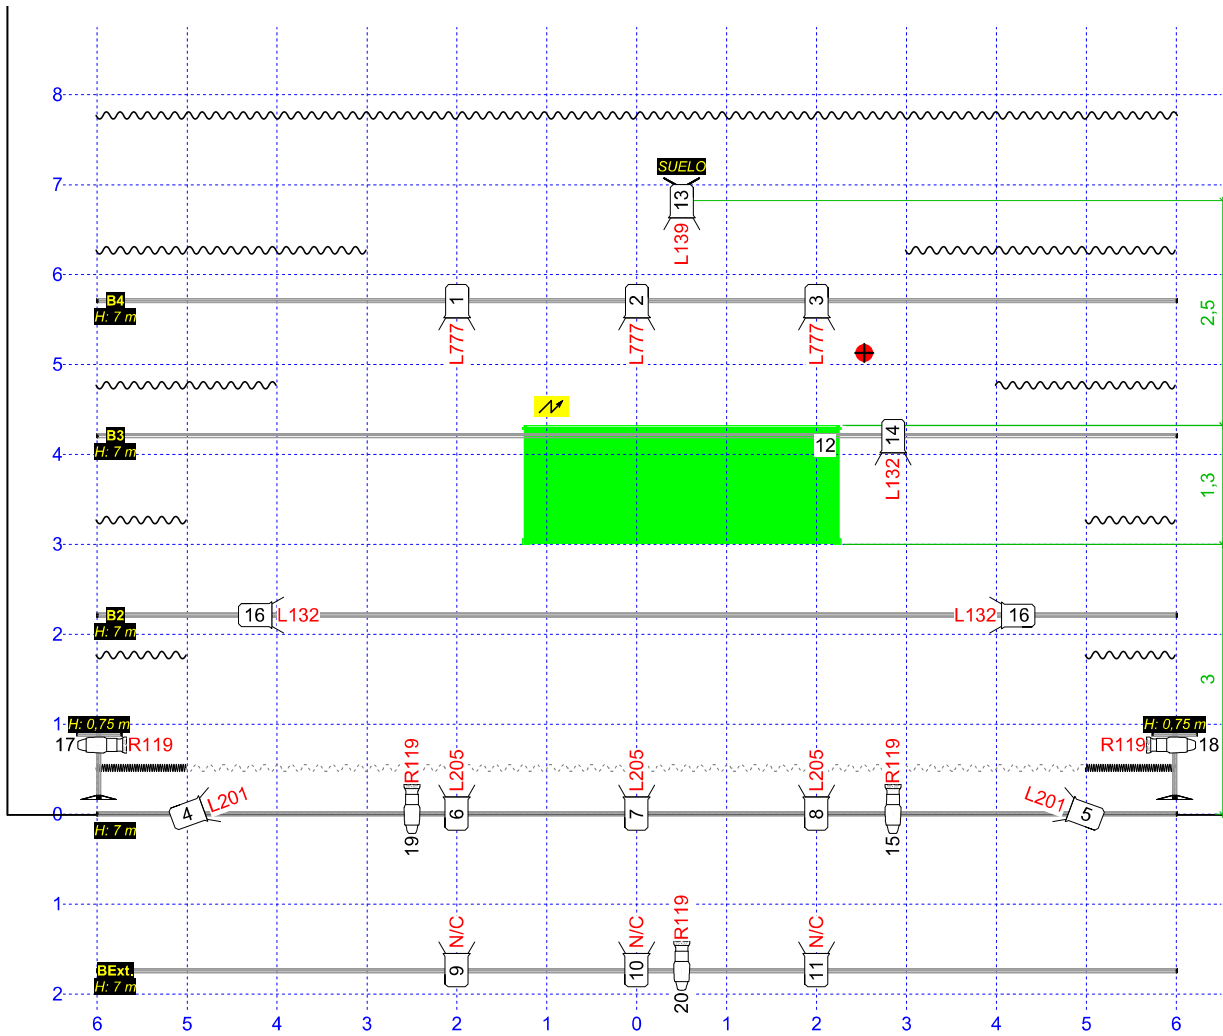 8
SUELO
7
13
L139
6
B4
H: 7 m
1
2
3
2,5
L777
L777
L777
5
B3
H: 7 m
12
14
4
L132
1,3
3
B2
H: 7 m
16
L132
L132
16
2
3
1
H: 0,75 m
H: 0,75 m
17
R119
R119
18
R119
L205
L205
L205
R119
L201
L201
0
4
6
7
8
5
H: 7 m
19
15
1
R119
N/C
N/C
N/C
BExt.
H: 7 m
9
10
11
2
20
6 5 4 3 2 1 0 1 2 3 4 5 6